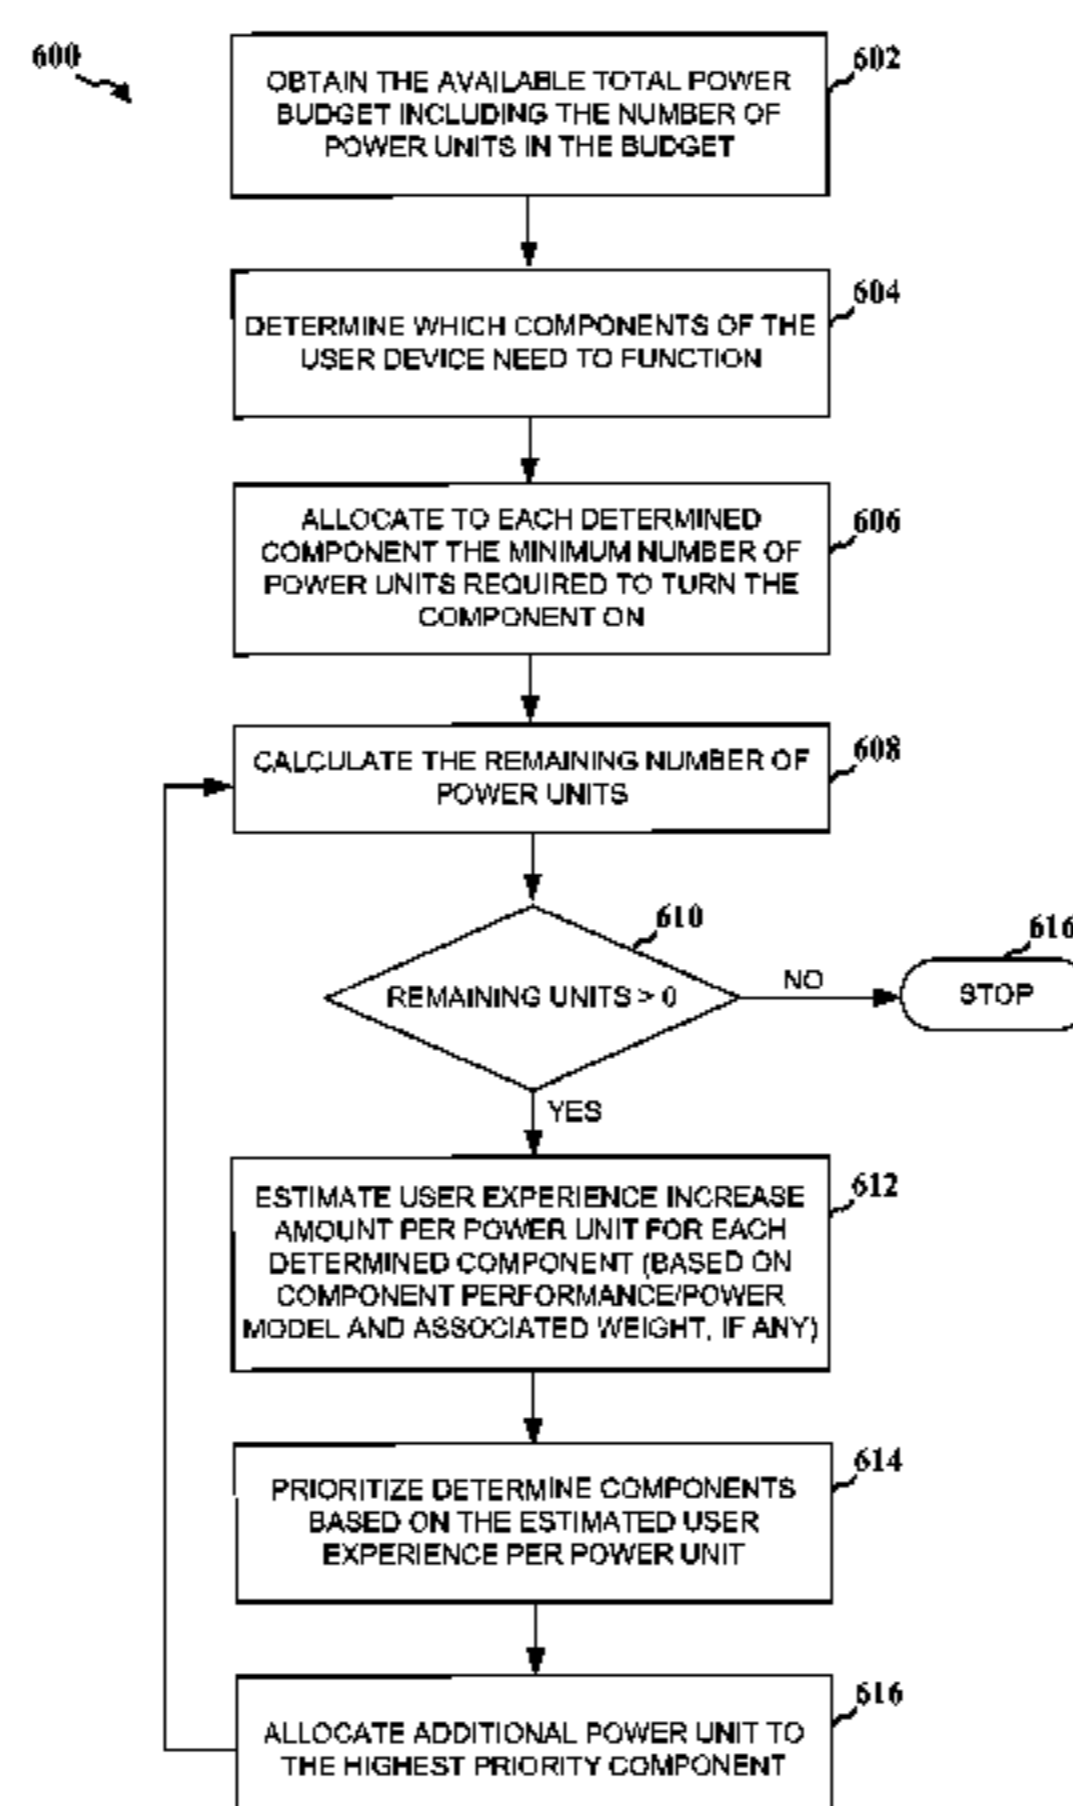 600
602
OBTAIN THE AVAILABLE TOTAL POWER
BUDGET INCLUDING THE NUMBER OF
POWER UNITS IN THE BUDGET
604
DETERMINE WHICH COMPONENTS OF THE
USER DEVICE NEED TO FUNCTION
606
ALLOCATE TO EACH DETERMINED
COMPONENT THE MINIMUM NUMBER OF
POWER UNITS REQUIRED TO TURN THE
COMPONENT ON
608
CALCULATE THE REMAINING NUMBER OF
POWER UNITS
610
REMAINING UNITS > 0
NO
616
STOP
YES
612
ESTIMATE USER EXPERIENCE INCREASE
AMOUNT PER POWER UNIT FOR EACH
DETERMINED COMPONENT (BASED ON
COMPONENT PERFORMANCE/POWER
MODEL AND ASSOCIATED WEIGHT, IF ANY)
614
PRIORITIZE DETERMINE COMPONENTS
BASED ON THE ESTIMATED USER
EXPERIENCE PER POWER UNIT
616
ALLOCATE ADDITIONAL POWER UNIT TO
THE HIGHEST PRIORITY COMPONENT